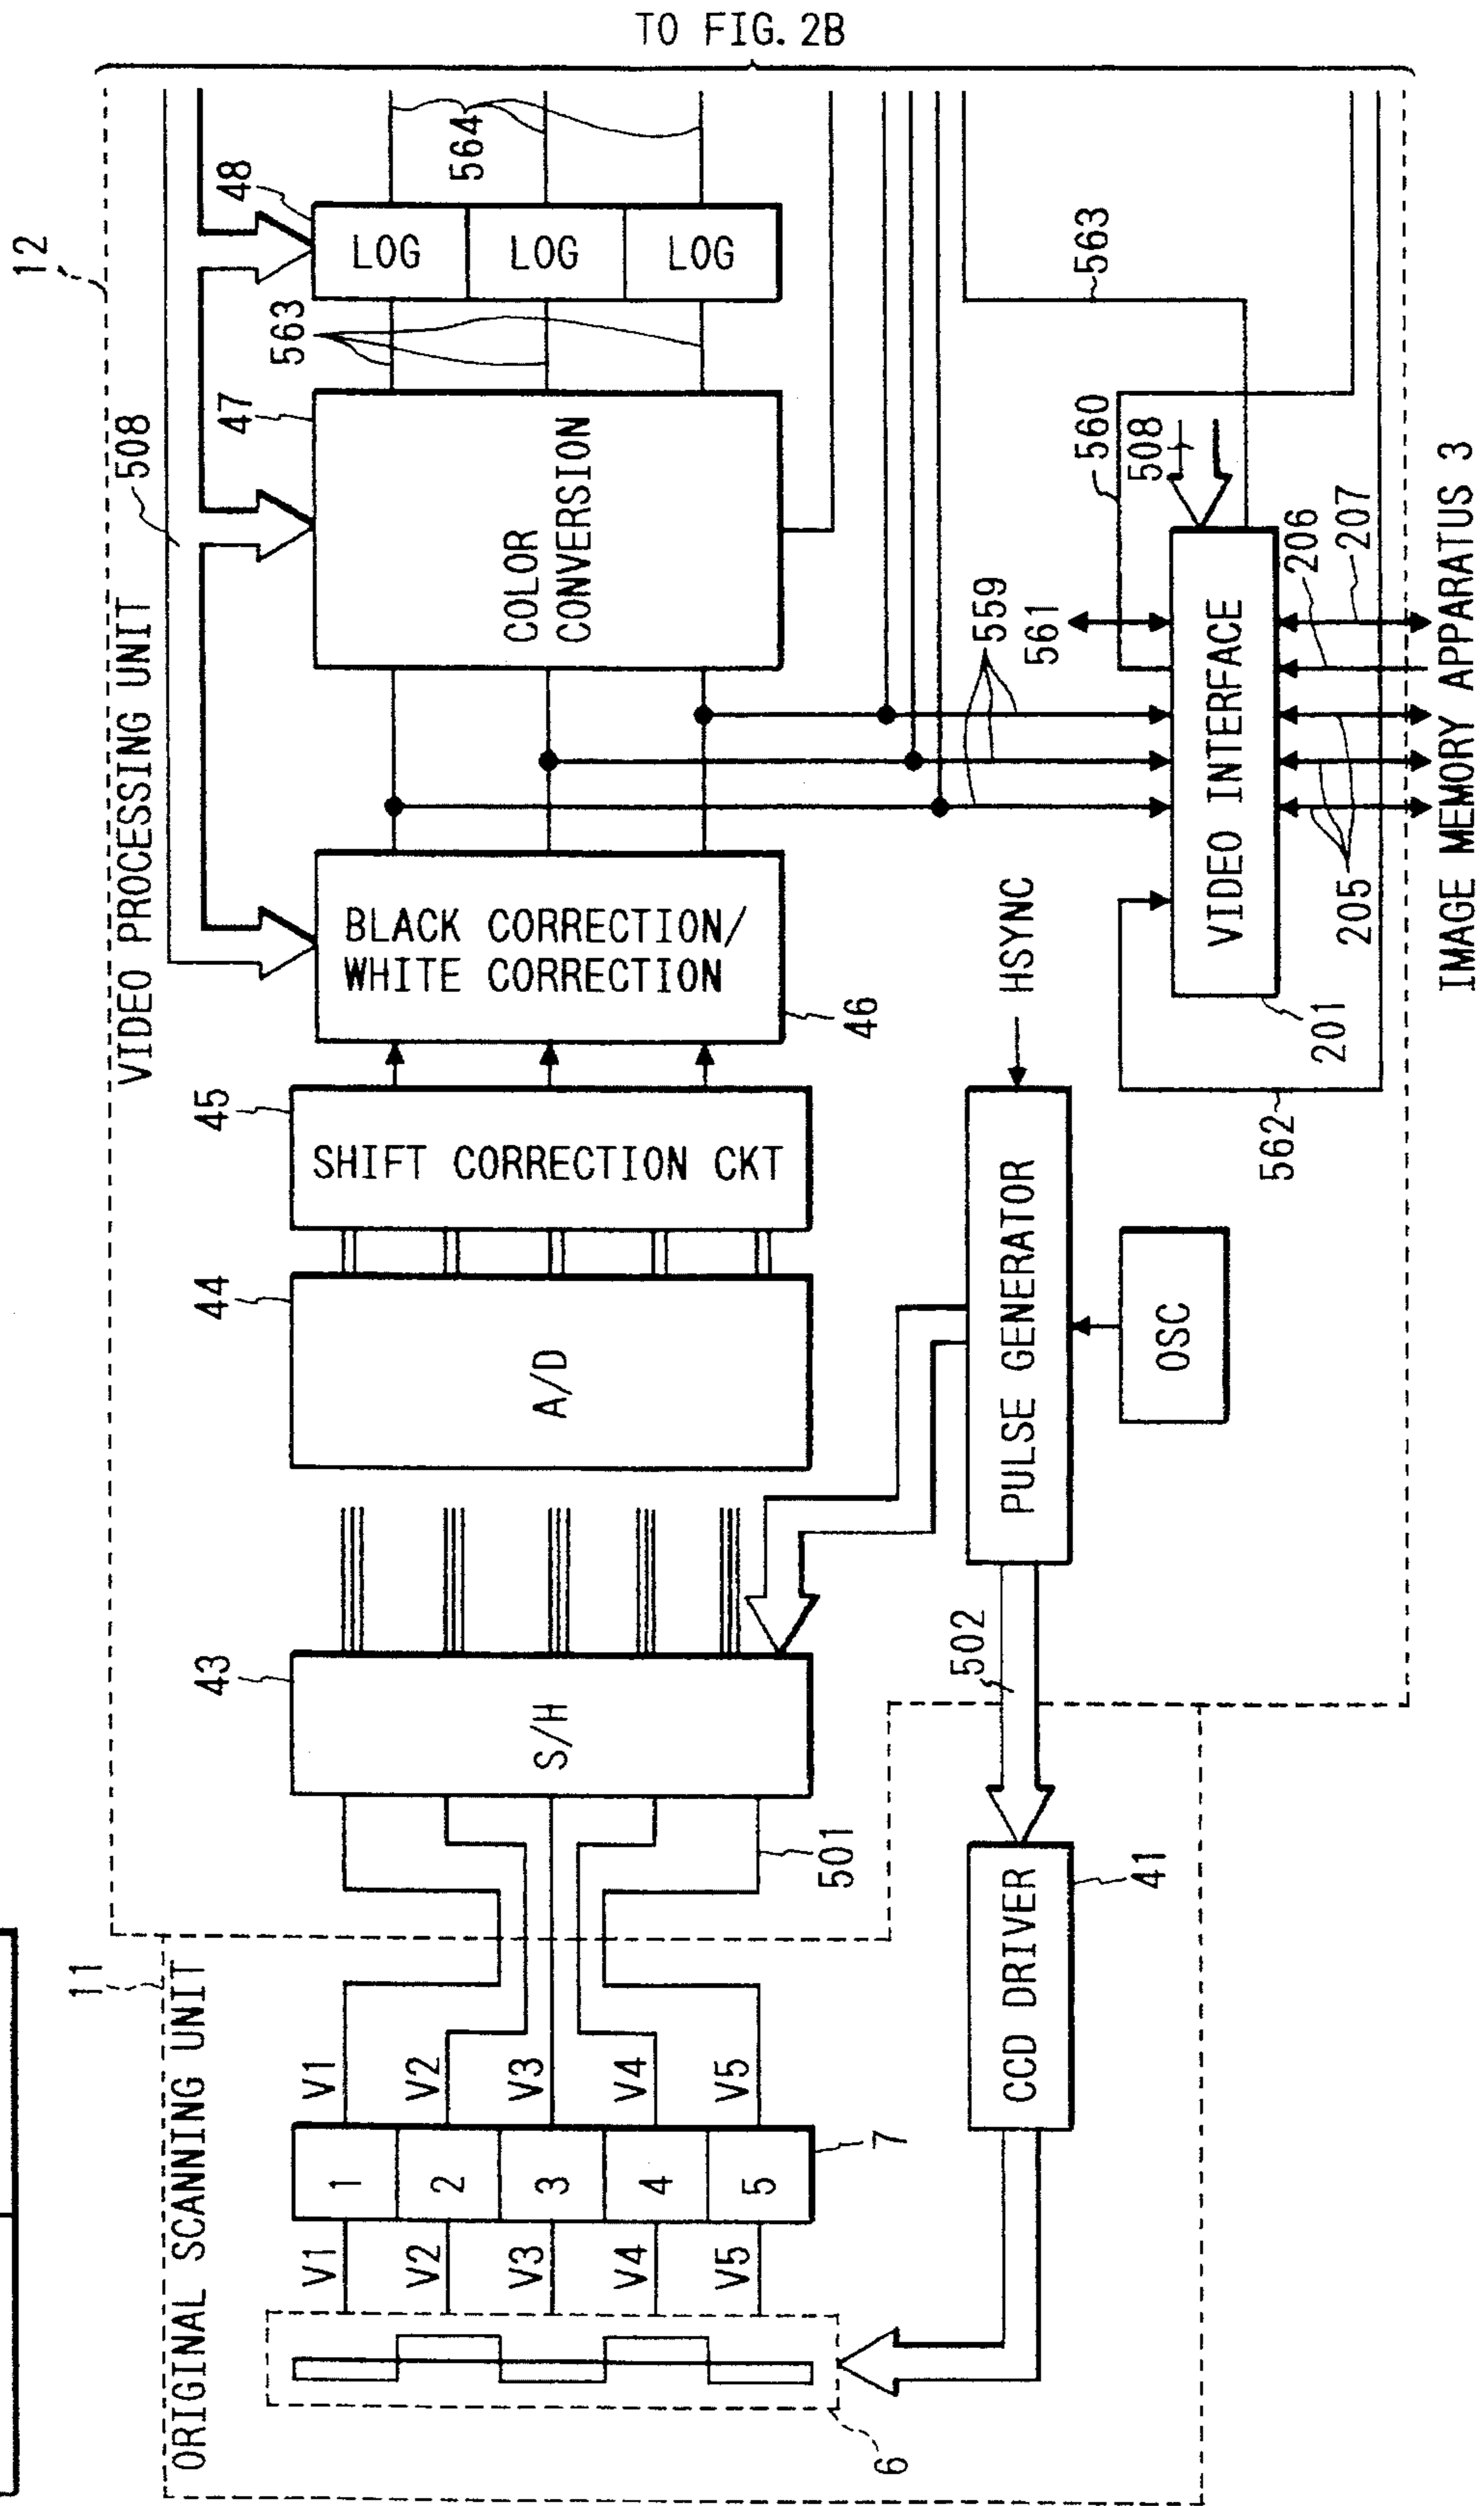 TO FIG. 2B
12
VIDEO PROCESSING UNIT
508
48
LOG
LOG
LOG
564
563
47
COLOR
CONVERSION
BLACK CORRECTION/
WHITE CORRECTION
46
45
SHIFT CORRECTION CKT
44
A/D
43
S/H
501
11
ORIGINAL SCANNING UNIT
V1
V2
V3
V4
V5
1
2
3
4
5
7
V1
V2
V3
V4
V5
6
563
560
508
561
559
206
207
VIDEO INTERFACE
205
201
562
IMAGE MEMORY APPARATUS 3
HSYNC
PULSE GENERATOR
OSC
502
CCD DRIVER
41